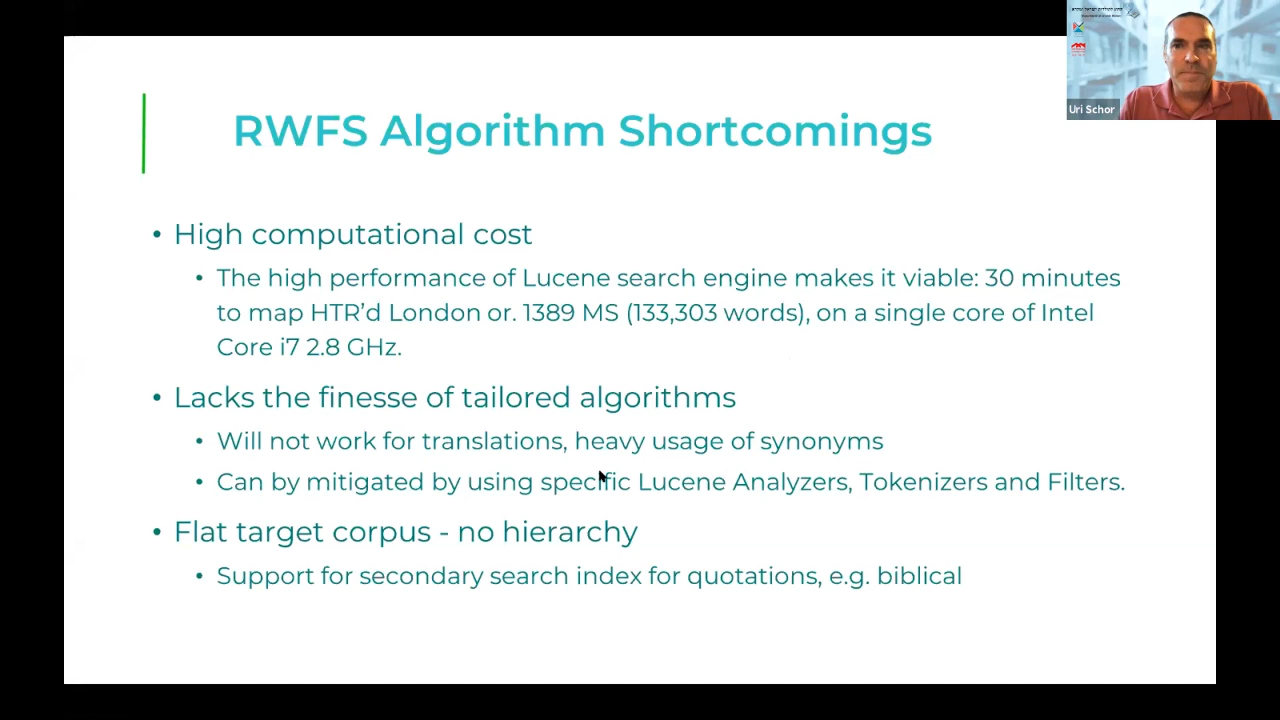 RWFS Algorithm Shortcomings
• High computational cost
• The high performance of Lucene search engine makes it viable: 30 minutes
to map HTR’d London or. 1389 MS (133,303 words), on a single core of Intel
Core i7 2.8 GHz.
• Lacks the finesse of tailored algorithms
• Will not work for translations, heavy usage of synonyms
• Can by mitigated by using specific Lucene Analyzers, Tokenizers and Filters.
• Flat target corpus - no hierarchy
• Support for secondary search index for quotations, e.g. biblical
Uri Schor